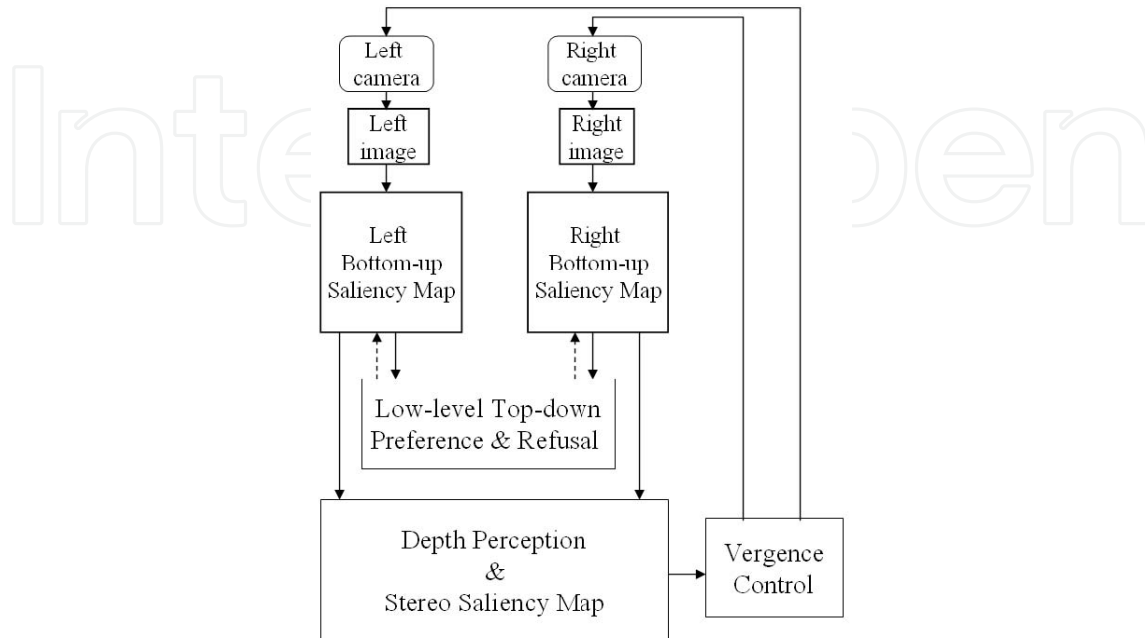 Left
camera
Right
camera
Left
image
Right
image
Left
Bottom-up
Saliency Map
Right
Bottom-up
Saliency Map
Low-level Top-down
Preference & Refusal
Depth Perception
&
Stereo Saliency Map
Vergence
Control